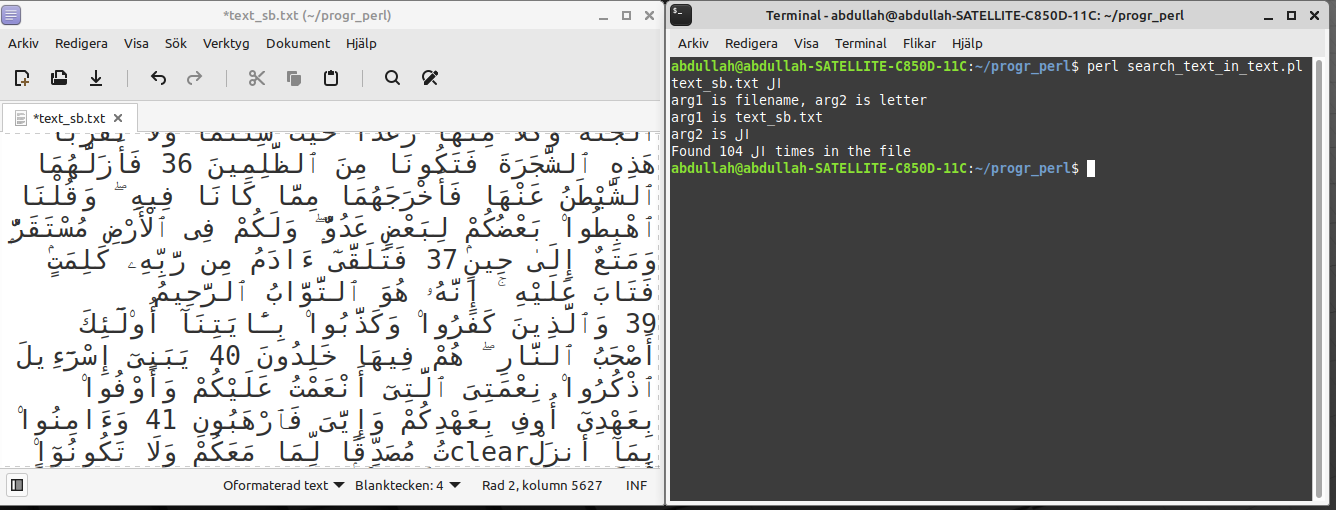 *text_sb.txt (~/progr_perl)
Arkiv Redigera Visa Sök Verktyg Dokument Hjälp
*text_sb.txt
ٱلْجَنَّةَ وَكُلَا مِنْهَا رَغَدًا حَيْثُ شِئْتُمَا وَلَا تَقْرَبَا
هَٰذِهِ ٱلشَّجَرَةَ فَتَكُونَا مِنَ ٱلظَّٰلِمِينَ 36 فَأَزَلَّهُمَا
ٱلشَّيْطَٰنُ عَنْهَا فَأَخْرَجَهُمَا مِمَّا كَانَا فِيهِ ۖ وَقُلْنَا
ٱهْبِطُوا۟ بَعْضُكُمْ لِبَعْضٍ عَدُوٌّ ۖ وَلَكُمْ فِى ٱلْأَرْضِ مُسْتَقَرٌّ
وَمَتَٰعٌ إِلَىٰ حِينٍ 37 فَتَلَقَّىٰٓ ءَادَمُ مِن رَّبِّهِۦ كَلِمَٰتٍ
فَتَابَ عَلَيْهِ ۚ إِنَّهُۥ هُوَ ٱلتَّوَّابُ ٱلرَّحِيمُ
39 وَٱلَّذِينَ كَفَرُوا۟ وَكَذَّبُوا۟ بِـَٔايَٰتِنَآ أُو۟لَٰٓئِكَ
أَصْحَٰبُ ٱلنَّارِ ۖ هُمْ فِيهَا خَٰلِدُونَ 40 يَٰبَنِىٓ إِسْرَٰٓءِيلَ
ٱذْكُرُوا۟ نِعْمَتِىَ ٱلَّتِىٓ أَنْعَمْتُ عَلَيْكُمْ وَأَوْفُوا۟
بِعَهْدِىٓ أُوفِ بِعَهْدِكُمْ وَإِيَّٰىَ فَٱرْهَبُونِ 41 وَءَامِنُوا۟
بِمَآ أَنزَلْclearتُ مُصَدِّقًا لِّمَا مَعَكُمْ وَلَا تَكُونُوٓا۟
Oformaterad text Blanktecken: 4 Rad 2, kolumn 5627 INF
Terminal - abdullah@abdullah-SATELLITE-C850D-11C: ~/progr_perl
Arkiv Redigera Visa Terminal Flikar Hjälp
abdullah@abdullah-SATELLITE-C850D-11C:~/progr_perl$ perl search_text_in_text.pl
text_sb.txt ال
arg1 is filename, arg2 is letter
arg1 is text_sb.txt
arg2 is ال
Found 104 ال times in the file
abdullah@abdullah-SATELLITE-C850D-11C:~/progr_perl$